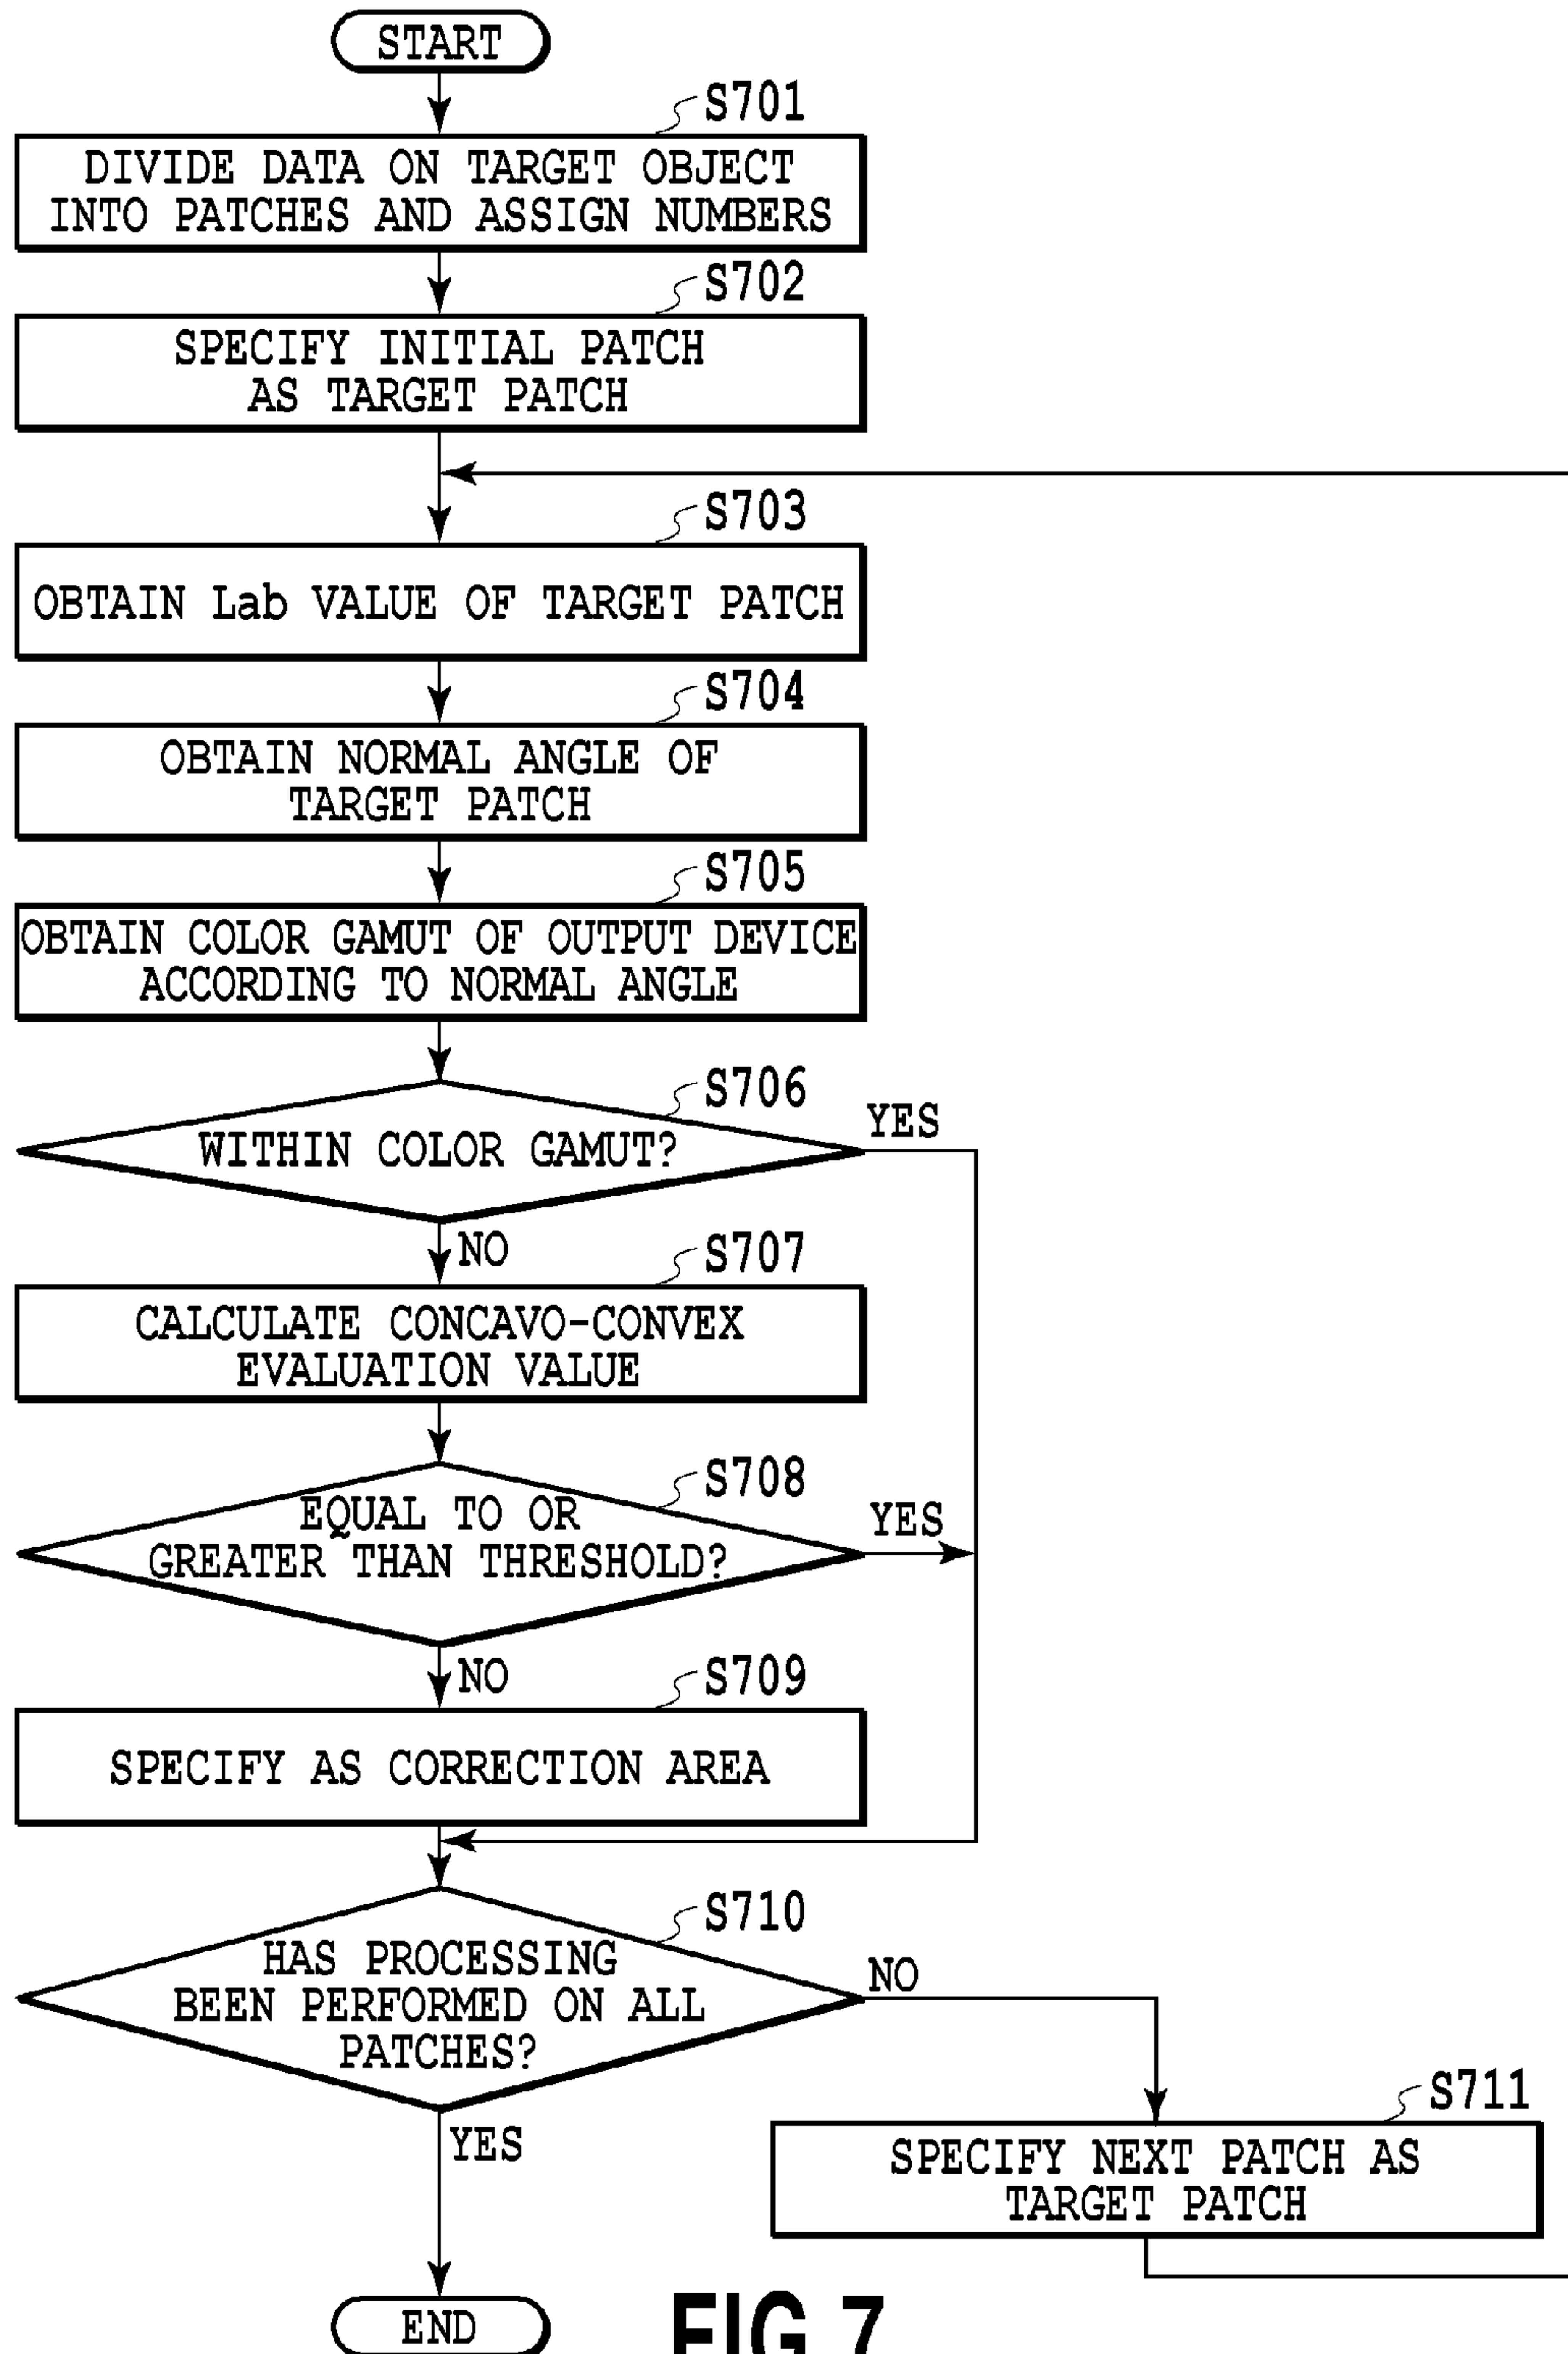 START
S701
DIVIDE DATA ON TARGET OBJECT
INTO PATCHES AND ASSIGN NUMBERS
S702
SPECIFY INITIAL PATCH
AS TARGET PATCH
S703
OBTAIN Lab VALUE OF TARGET PATCH
S704
OBTAIN NORMAL ANGLE OF
TARGET PATCH
S705
OBTAIN COLOR GAMUT OF OUTPUT DEVICE
ACCORDING TO NORMAL ANGLE
S706
WITHIN COLOR GAMUT?
YES
NO
S707
CALCULATE CONCAVO-CONVEX
EVALUATION VALUE
S708
EQUAL TO OR
GREATER THAN THRESHOLD?
YES
NO
S709
SPECIFY AS CORRECTION AREA
S710
HAS PROCESSING
BEEN PERFORMED ON ALL
PATCHES?
NO
YES
S711
SPECIFY NEXT PATCH AS
TARGET PATCH
END
FIG.7